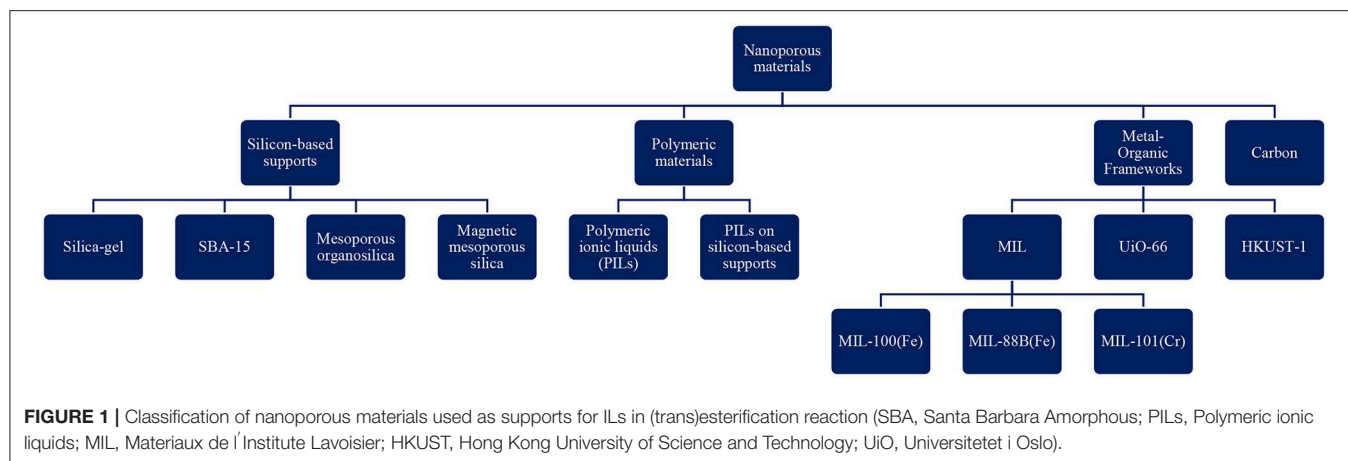 Nanoporous
materials
Silicon-based
supports
Polymeric
materials
Metal-
Organic
Frameworks
Carbon
Silica-gel
SBA-15
Mesoporous
organosilica
Magnetic
mesoporous
silica
Polymeric
ionic liquids
(PILs)
PILs on
silicon-based
supports
MIL
UiO-66
HKUST-1
MIL-100(Fe)
MIL-88B(Fe)
MIL-101(Cr)
FIGURE 1 | Classification of nanoporous materials used as supports for ILs in (trans)esterification reaction (SBA, Santa Barbara Amorphous; PILs, Polymeric ionic
liquids; MIL, Materiaux de l′Institute Lavoisier; HKUST, Hong Kong University of Science and Technology; UiO, Universitetet i Oslo).